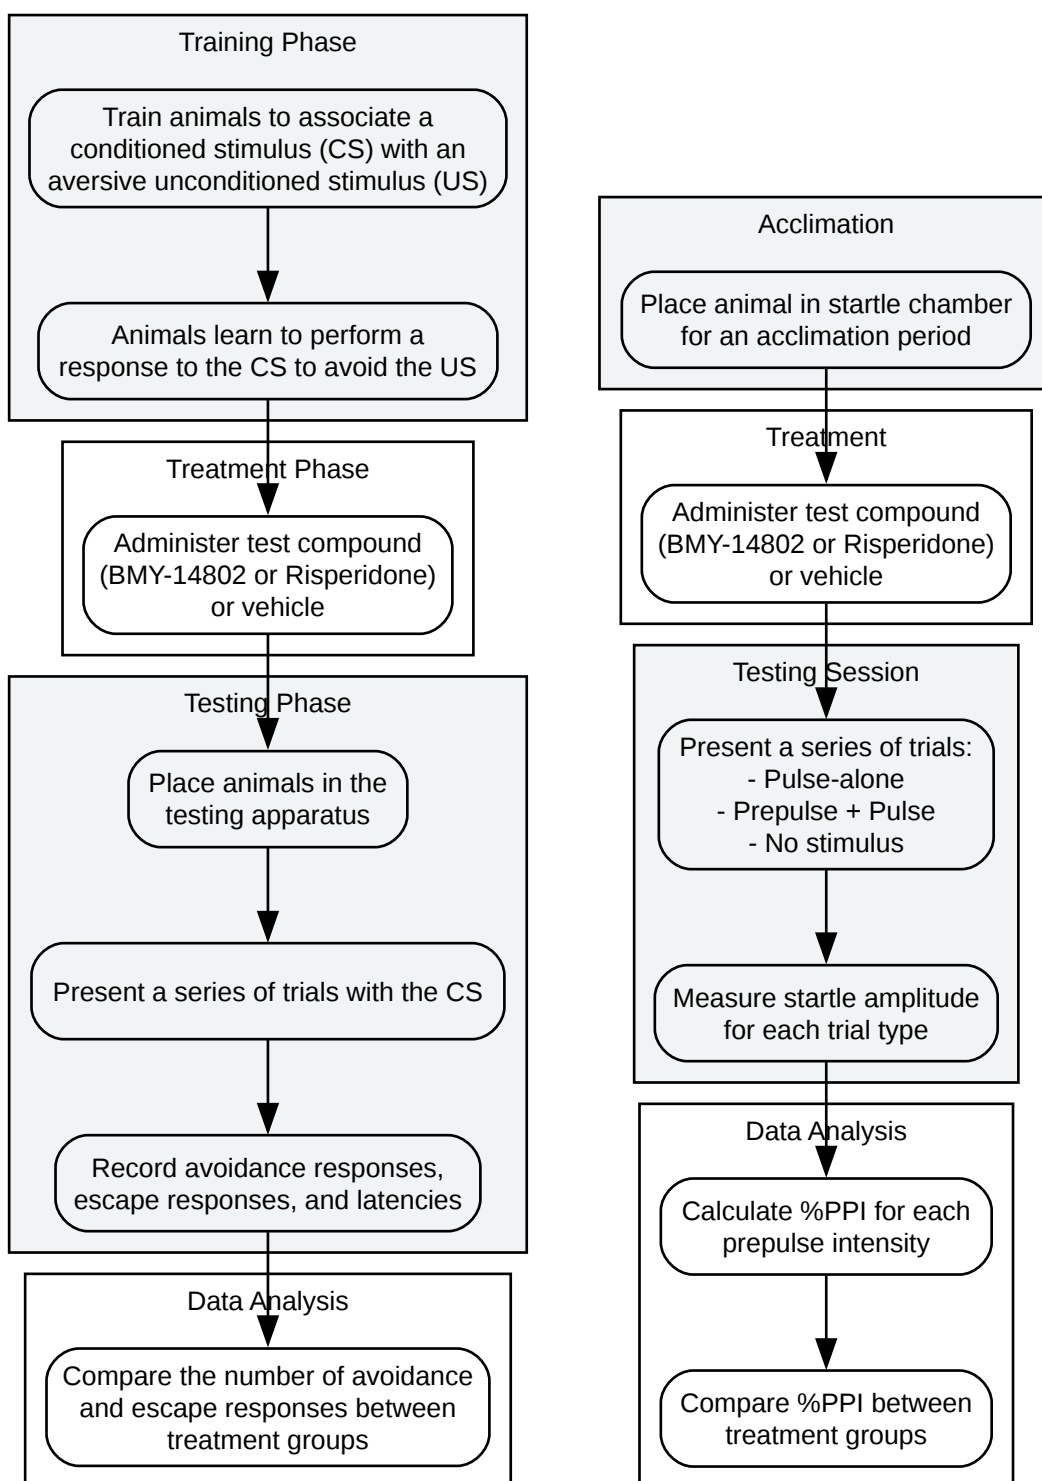 Training Phase
Train animals to associate a
conditioned stimulus (CS) with an
aversive unconditioned stimulus (US)
Animals learn to perform a
response to the CS to avoid the US
Treatment Phase
Administer test compound
(BMY-14802 or Risperidone)
or vehicle
Testing Phase
Place animals in the
testing apparatus
Present a series of trials with the CS
Record avoidance responses,
escape responses, and latencies
Data Analysis
Compare the number of avoidance
and escape responses between
treatment groups
Acclimation
Place animal in startle chamber
for an acclimation period
Treatment
Administer test compound
(BMY-14802 or Risperidone)
or vehicle
Testing Session
Present a series of trials:
- Pulse-alone
- Prepulse + Pulse
- No stimulus
Measure startle amplitude
for each trial type
Data Analysis
Calculate %PPI for each
prepulse intensity
Compare %PPI between
treatment groups